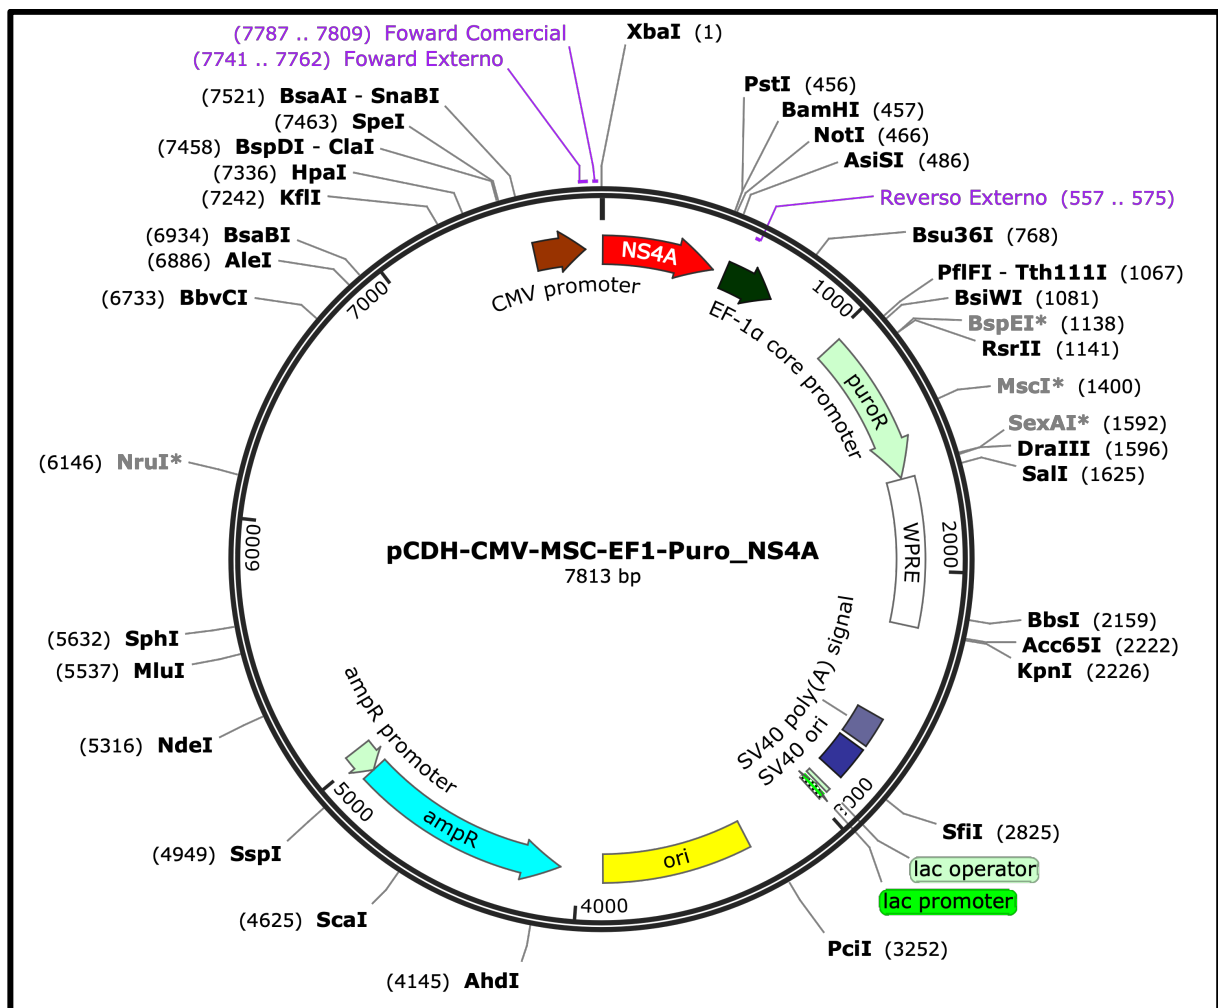 (7787 .. 7809) Foward Comercial
(7741 .. 7762) Foward Externo
XbaI (1)
(7521) BsaAI - SnaBI
(7463) SpeI
(7458) BspDI - ClaI
(7336) HpaI
(7242) KflI
(6934) BsaBI
(6886) AleI
(6733) BbvCI
(6146) NruI*
(5632) SphI
(5537) MluI
(5316) NdeI
(4949) SspI
(4625) ScaI
(4145) AhdI
PstI (456)
BamHI (457)
NotI (466)
AsiSI (486)
Reverso Externo (557 .. 575)
Bsu36I (768)
PflFI - Tth111I (1067)
BsiWI (1081)
BspEI* (1138)
RsrII (1141)
MscI* (1400)
SexAI* (1592)
DraIII (1596)
SalI (1625)
BbsI (2159)
Acc65I (2222)
KpnI (2226)
SfiI (2825)
lac operator
lac promoter
PciI (3252)
CMV promoter
NS4A
EF-1α core promoter
puroR
WPRE
SV40 poly(A) signal
SV40 ori
ori
ampR
ampR promoter
1000
2000
3000
4000
5000
6000
7000
pCDH-CMV-MSC-EF1-Puro_NS4A
7813 bp